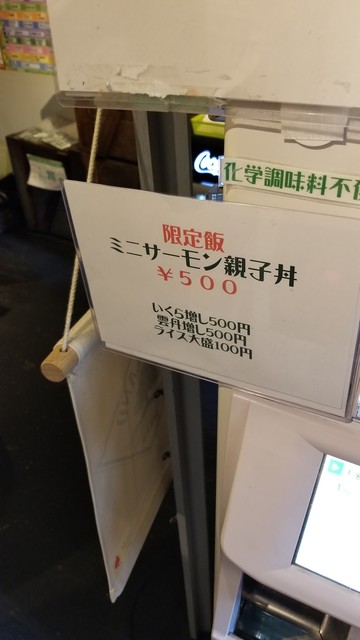 化学調味料不
限定飯
ミニサーモン親子丼
￥５００
いくら増し500円
雲丹増し500円
ライス大盛100円